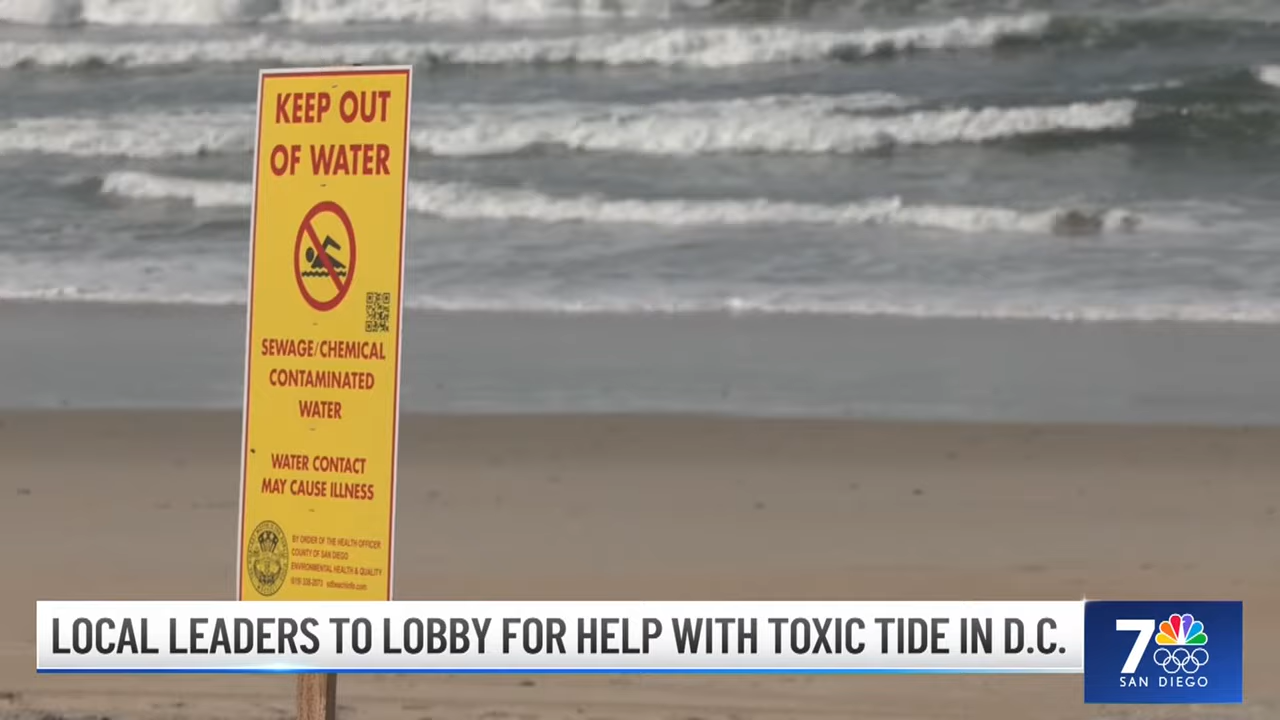 KEEP OUT
OF WATER
SEWAGE/CHEMICAL
CONTAMINATED
WATER
WATER CONTACT
MAY CAUSE ILLNESS
BY ORDER OF THE HEALTH OFFICER
COUNTY OF SAN DIEGO
ENVIRONMENTAL HEALTH & QUALITY
LOCAL LEADERS TO LOBBY FOR HELP WITH TOXIC TIDE IN D.C.
7
SAN DIEGO